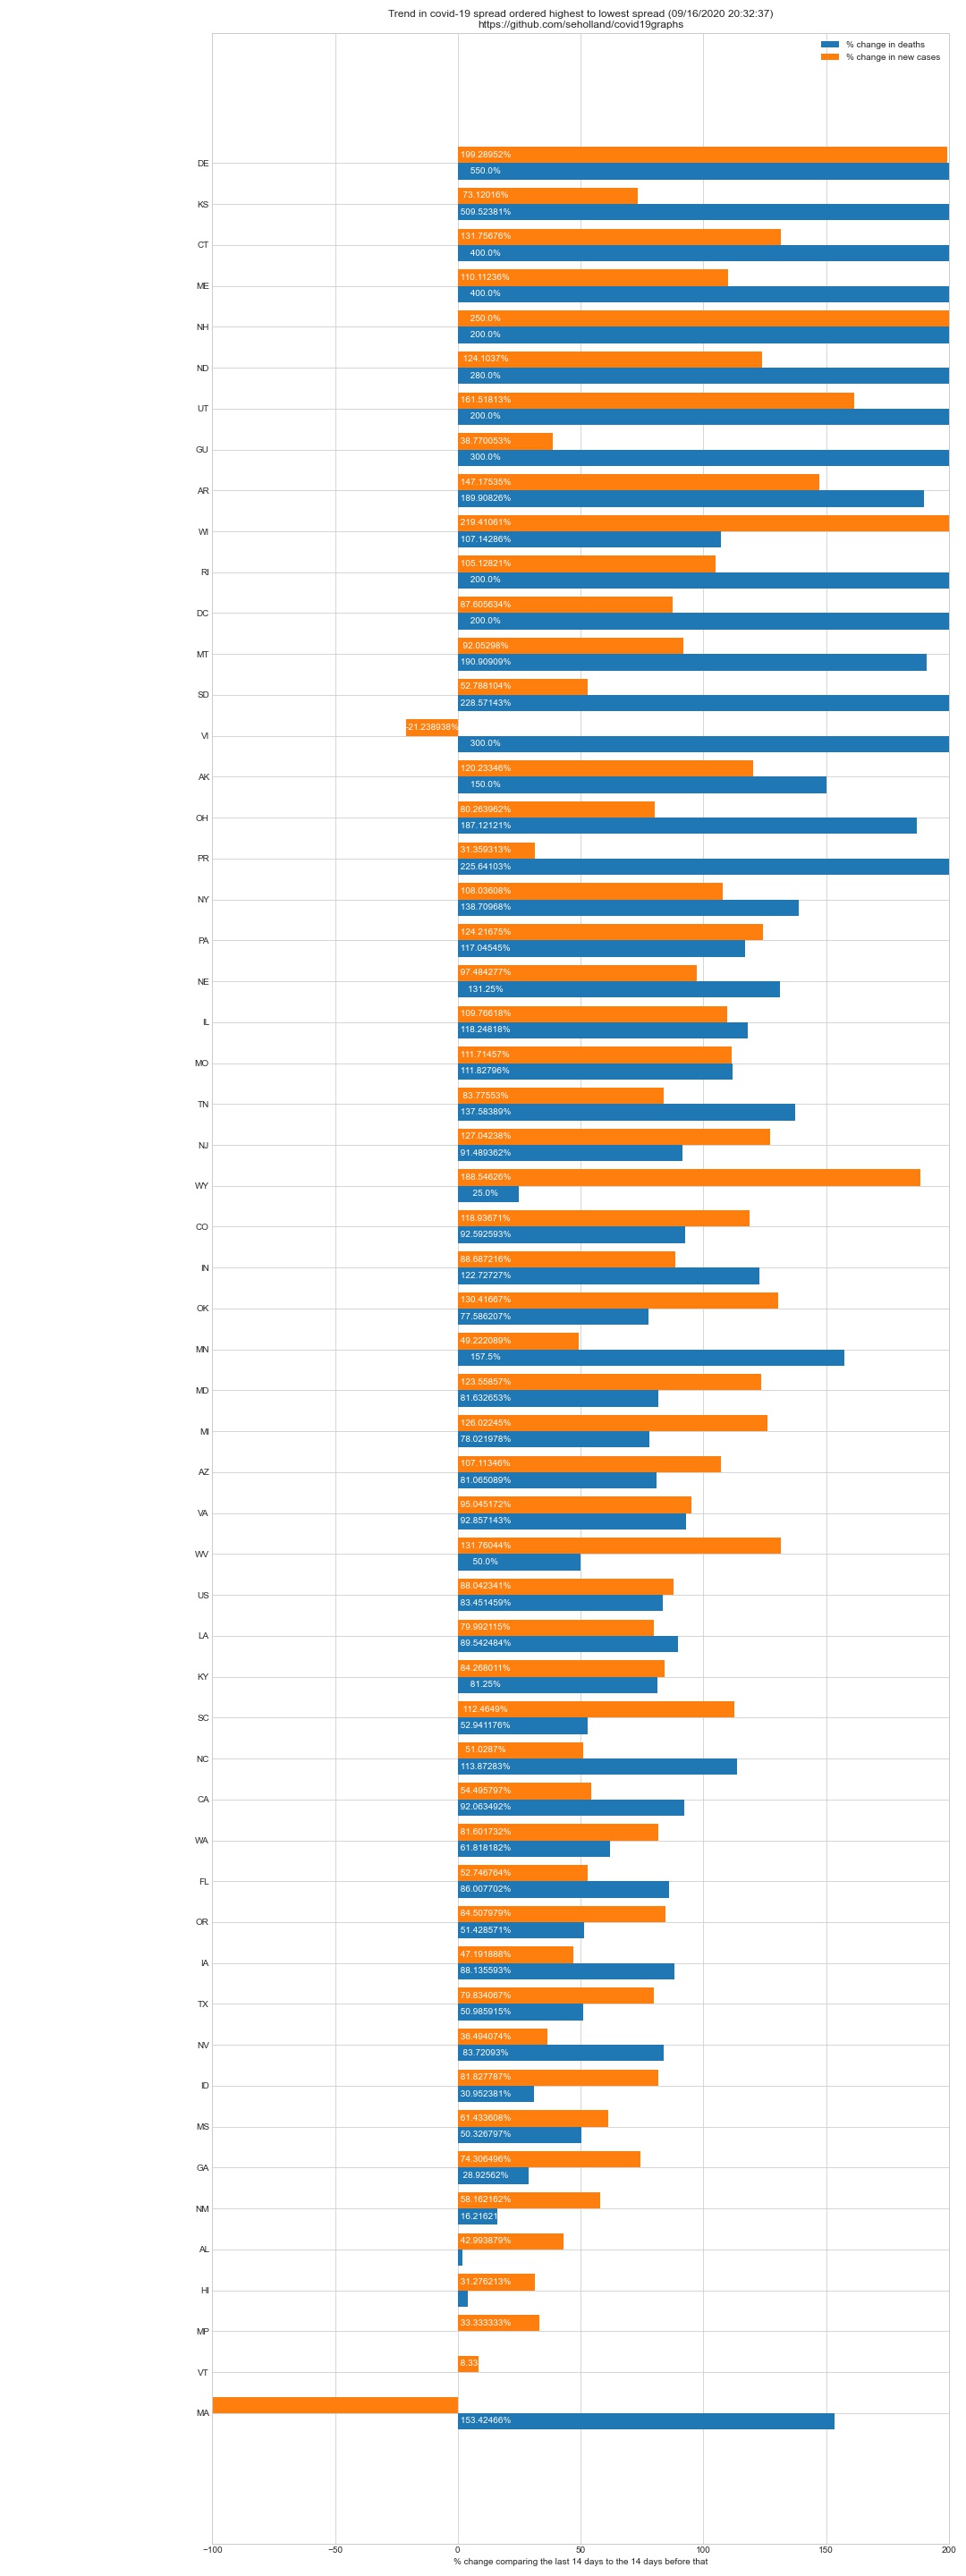 Trend in covid-19 spread ordered highest to lowest spread (09/16/2020 20:32:37)
https://github.com/seholland/covid19graphs
% change in deaths
% change in new cases
199.28952%
DE
550.0%
73.12016%
KS
509.52381%
131.75676%
CT
400.0%
110.11236%
ME
400.0%
250.0%
NH
200.0%
124.1037%
ND
280.0%
161.51813%
UT
200.0%
38.770053%
GU
300.0%
147.17535%
AR
189.90826%
219.41061%
WI
107.14286%
105.12821%
RI
200.0%
87.605634%
DC
200.0%
92.05298%
MT
190.90909%
52.788104%
SD
228.57143%
-21.238938%
VI
300.0%
120.23346%
AK
150.0%
80.263962%
OH
187.12121%
31.359313%
PR
225.64103%
108.03608%
NY
138.70968%
124.21675%
PA
117.04545%
97.484277%
NE
131.25%
109.76618%
IL
118.24818%
111.71457%
MO
111.82796%
83.77553%
TN
137.58389%
127.04238%
NJ
91.489362%
188.54626%
WY
25.0%
118.93671%
CO
92.592593%
88.687216%
IN
122.72727%
130.41667%
OK
77.586207%
49.222089%
MN
157.5%
123.55857%
MD
81.632653%
126.02245%
MI
78.021978%
107.11346%
AZ
81.065089%
95.045172%
VA
92.857143%
131.76044%
WV
50.0%
88.042341%
US
83.451459%
79.992115%
LA
89.542484%
84.268011%
KY
81.25%
112.4649%
SC
52.941176%
51.0287%
NC
113.87283%
54.495797%
CA
92.063492%
81.601732%
WA
61.818182%
52.746764%
FL
86.007702%
84.507979%
OR
51.428571%
47.191888%
IA
88.135593%
79.834067%
TX
50.985915%
36.494074%
NV
83.72093%
81.827787%
ID
30.952381%
61.433608%
MS
50.326797%
74.306496%
GA
28.92562%
58.162162%
NM
16.21621
42.993879%
AL
31.276213%
HI
33.333333%
MP
8.33
VT
MA
153.42466%
−100 −50 0 50 100 150 200
% change comparing the last 14 days to the 14 days before that